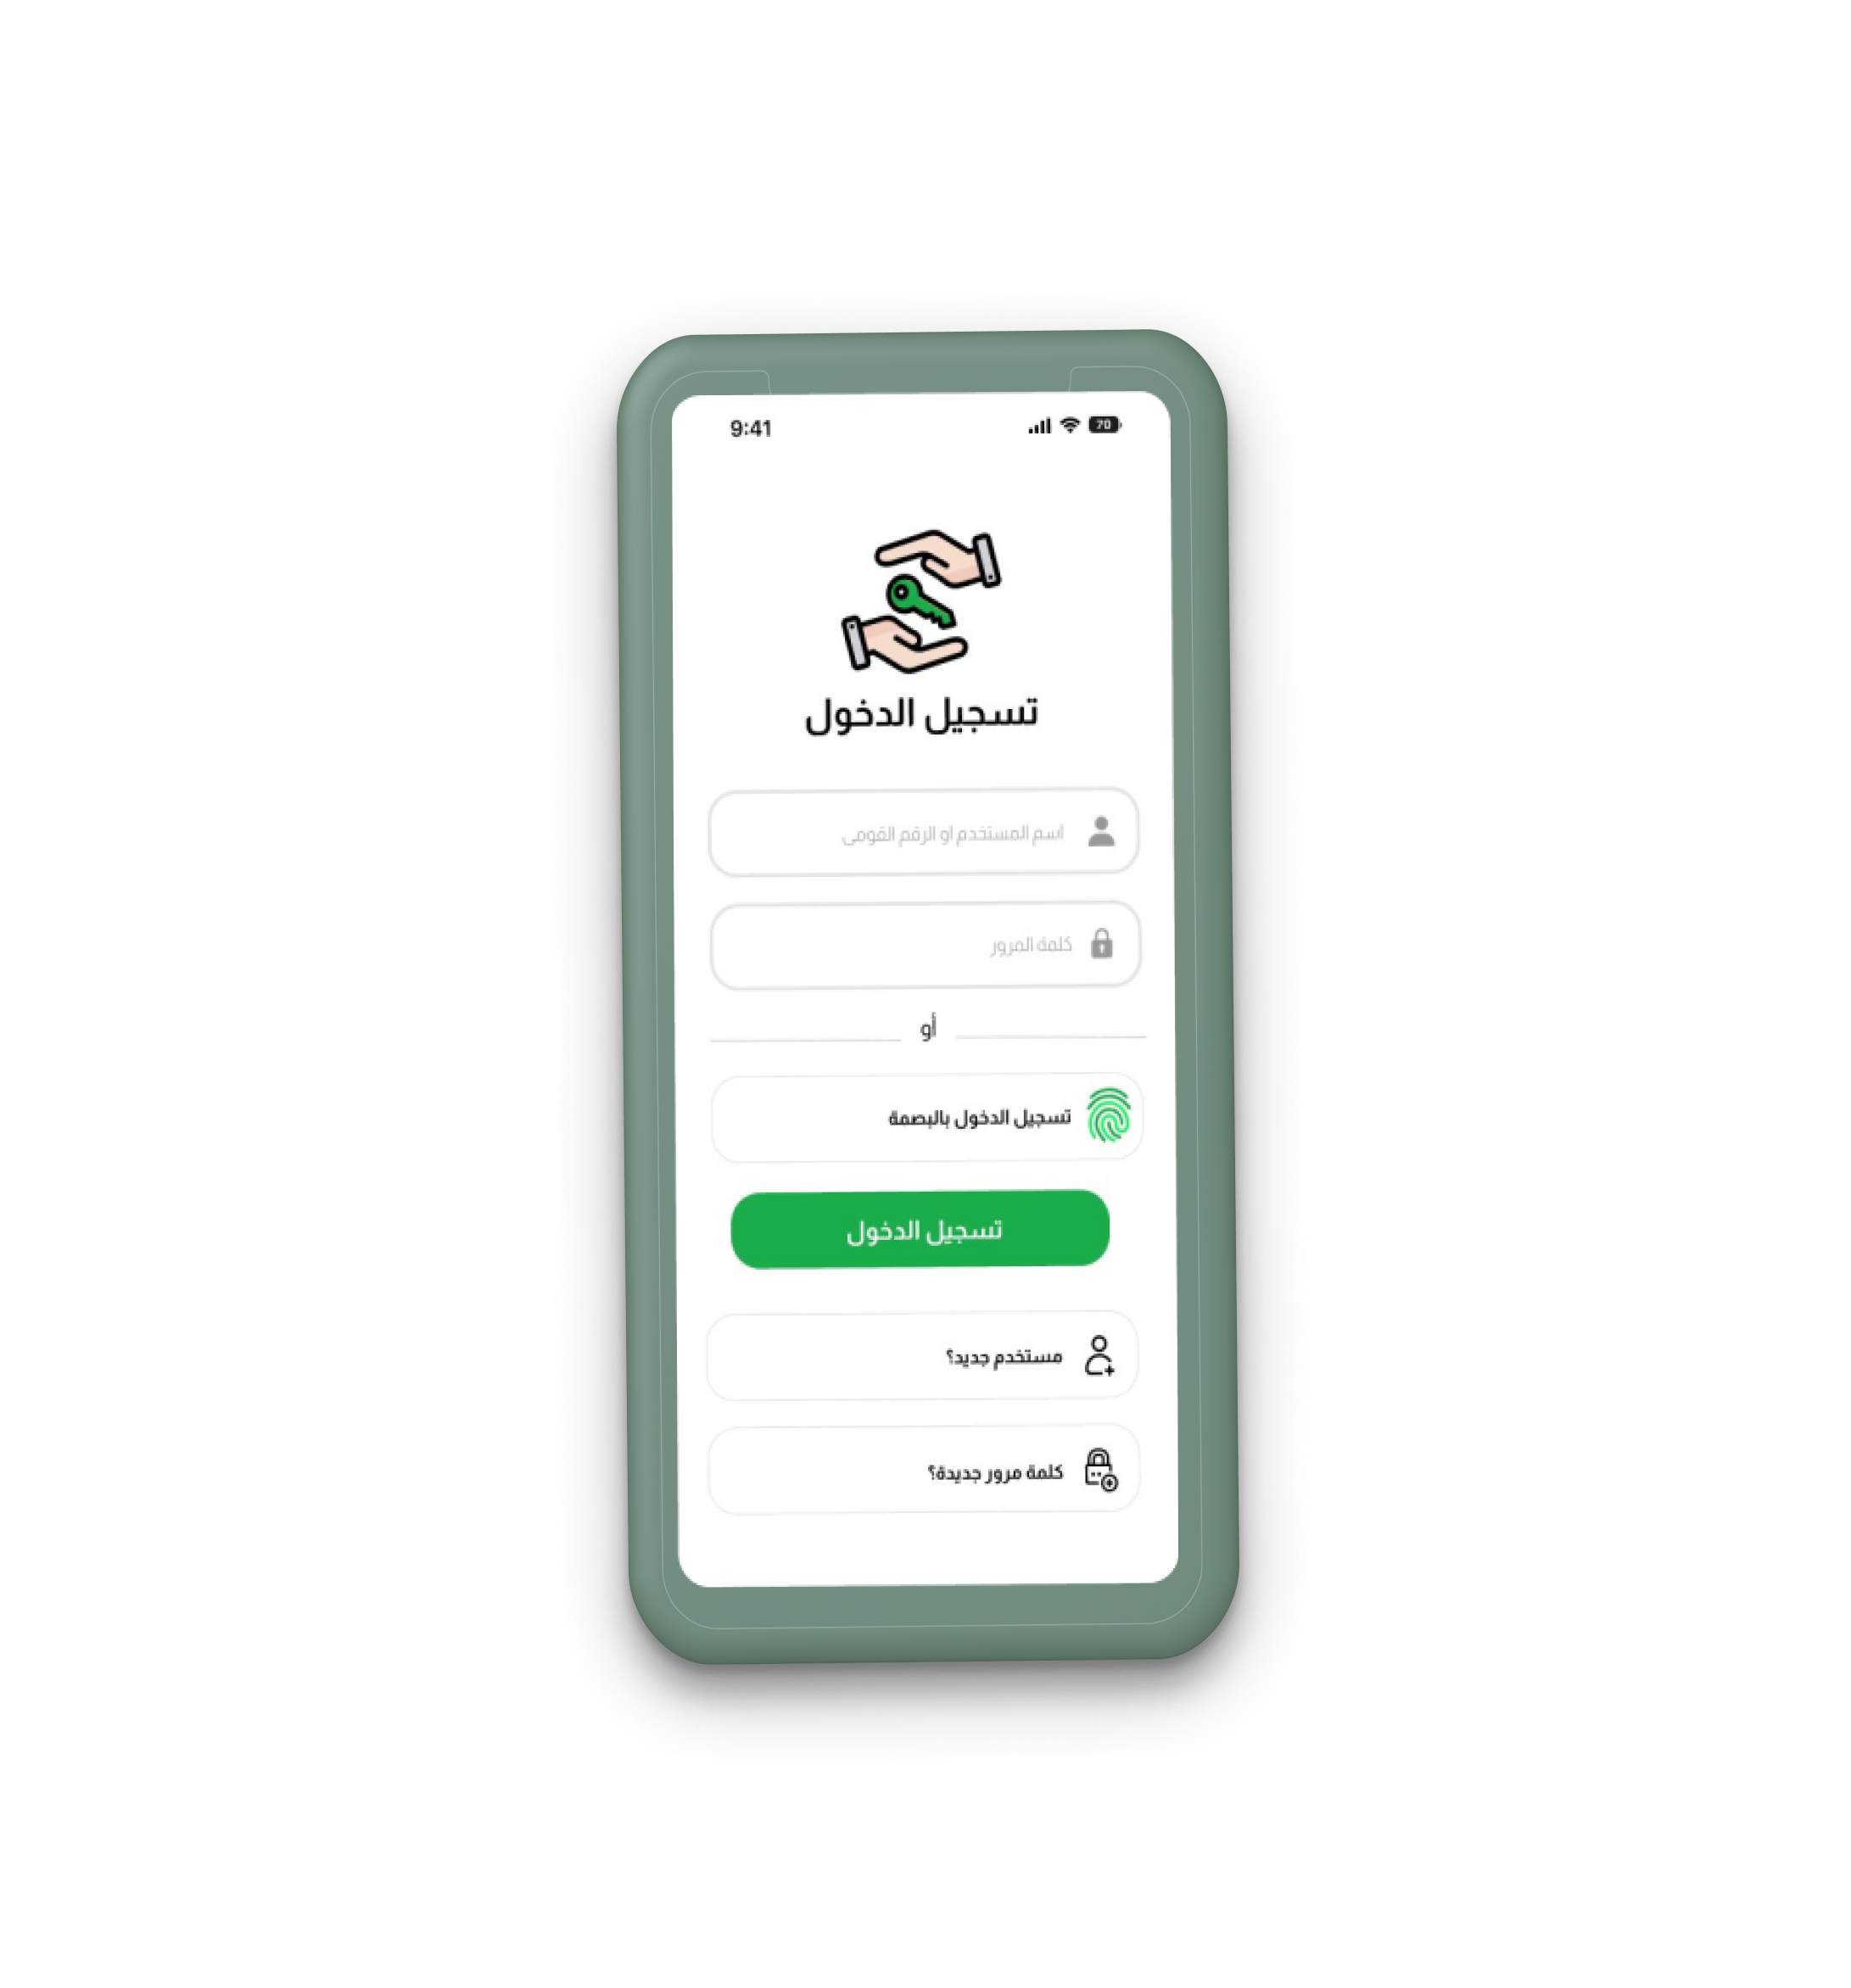 9:41
70
تسجيل الدخول
اسم المستخدم او الرقم القومى
كلمة المرور
أو
تسجيل الدخول بالبصمة
تسجيل الدخول
مستخدم جديد؟
كلمة مرور جديدة؟